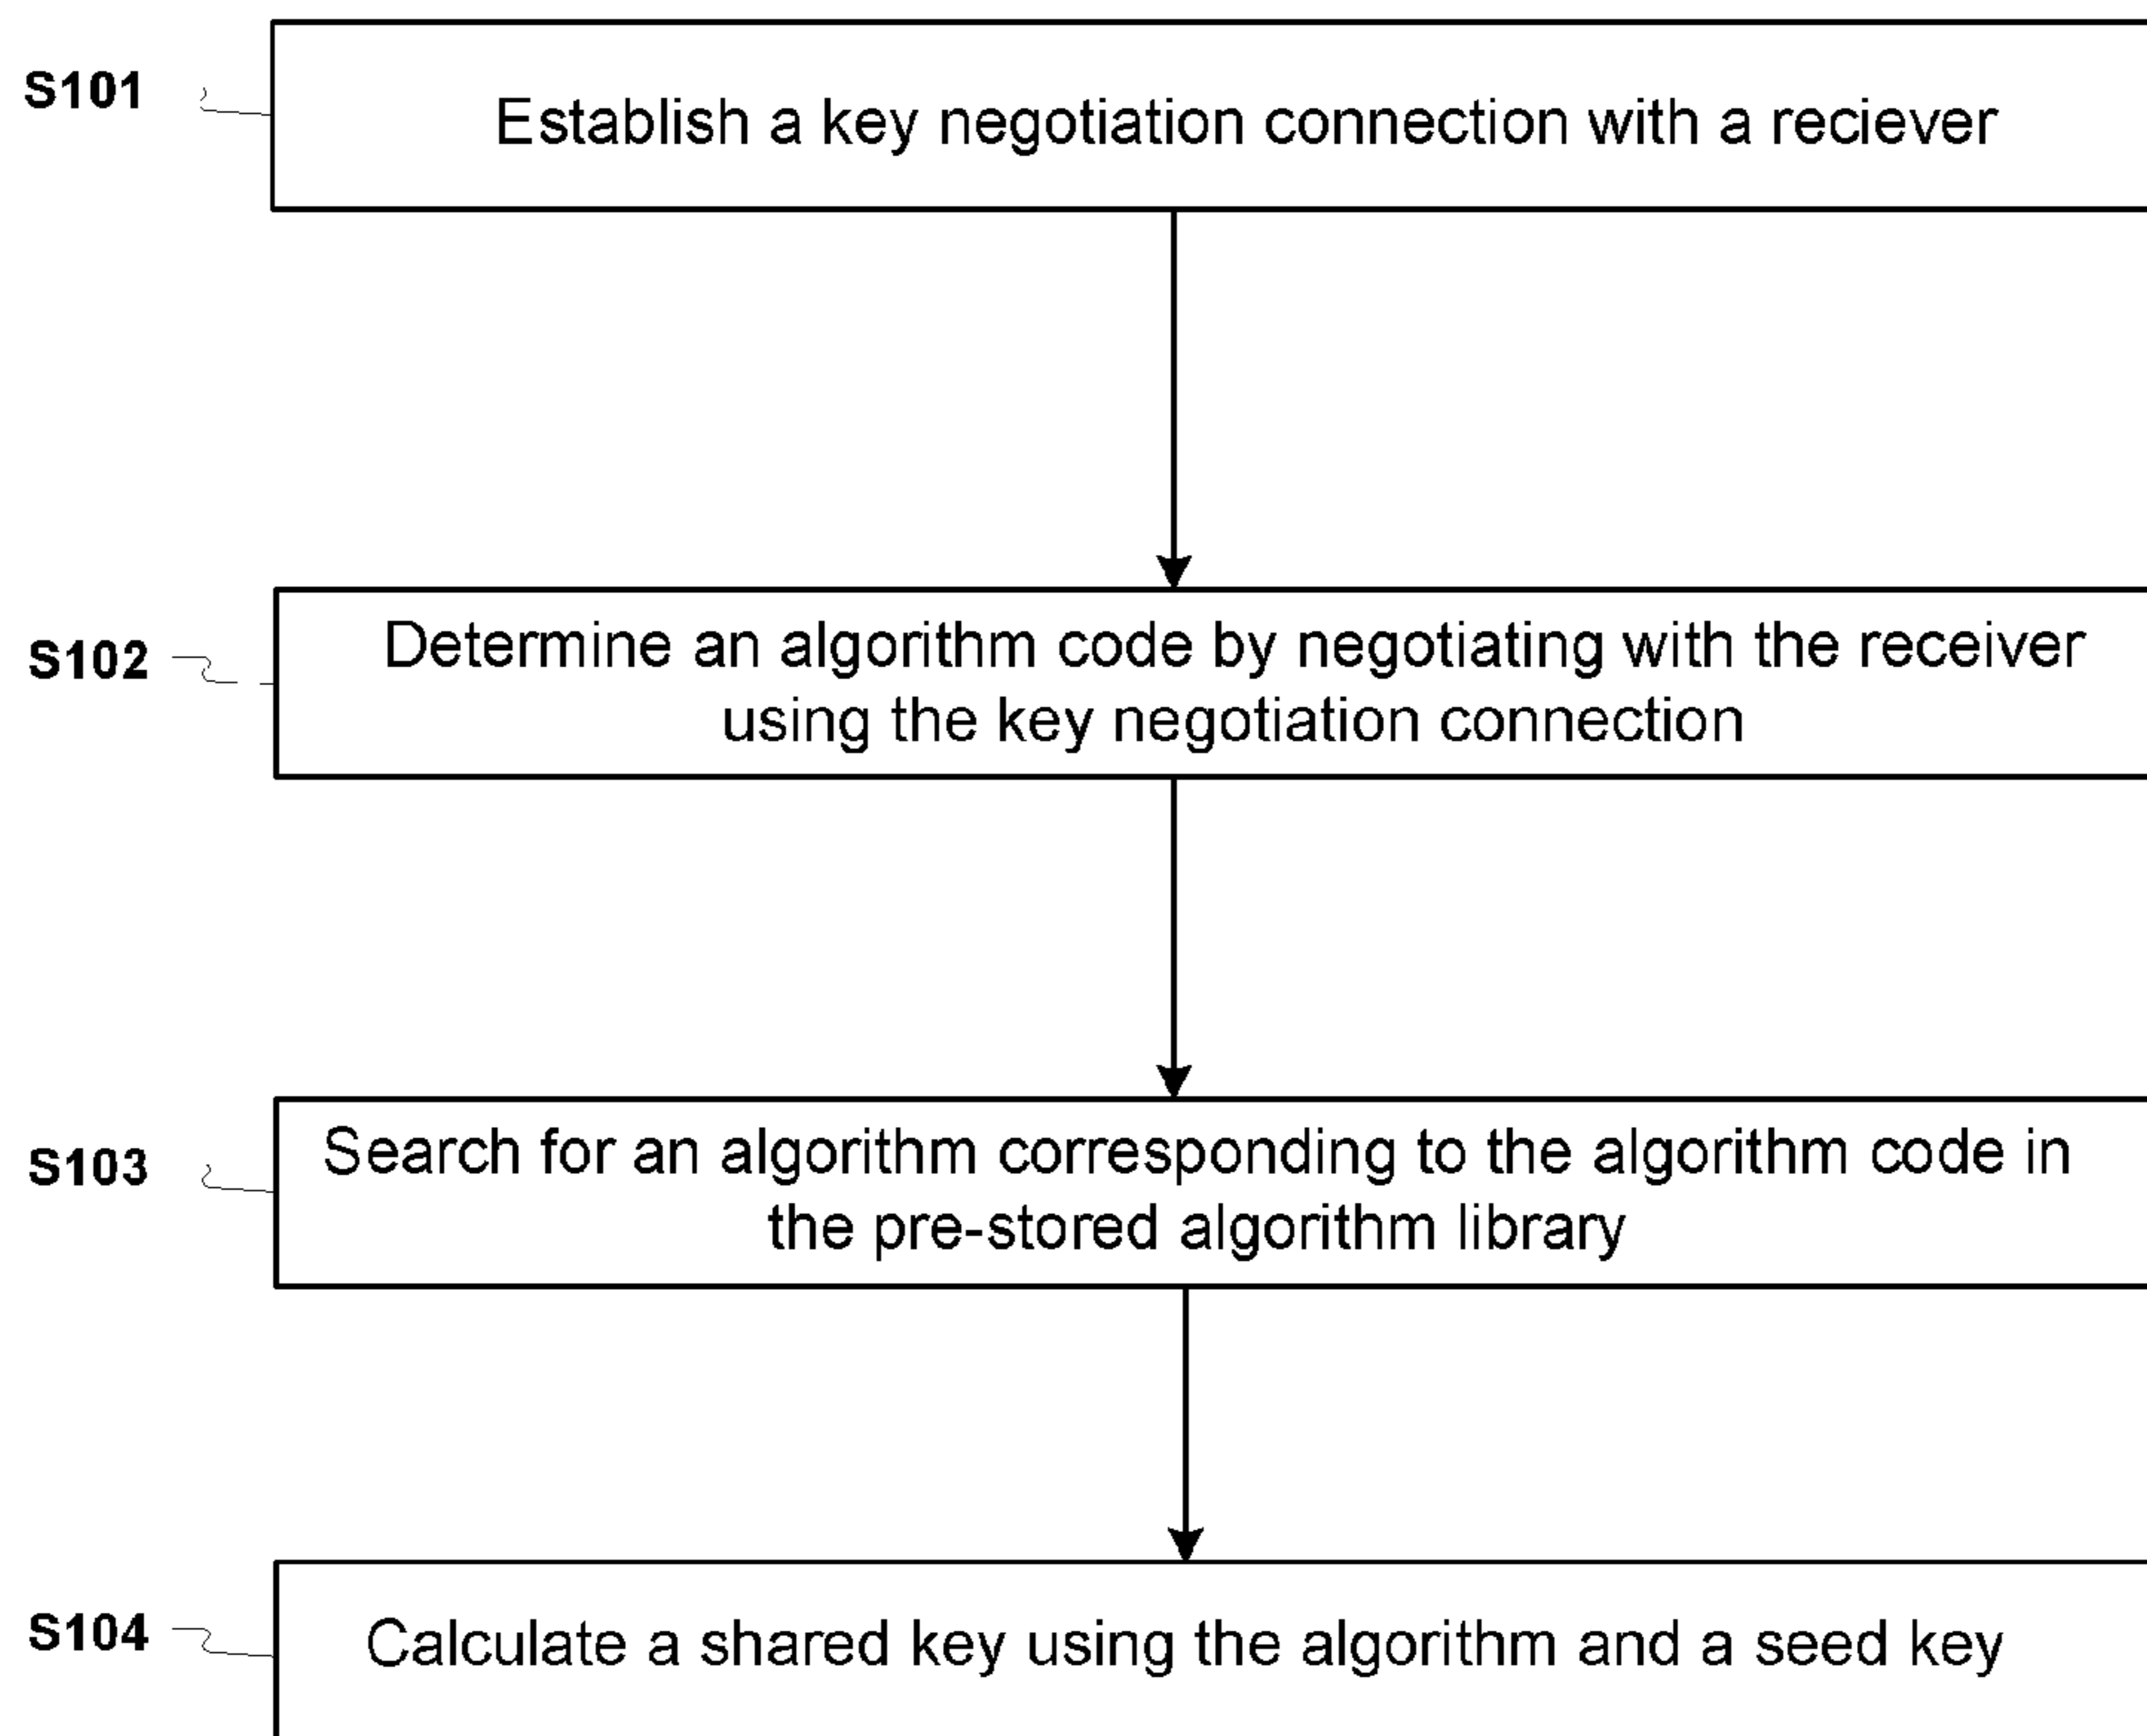 S101
Establish a key negotiation connection with a reciever
S102
Determine an algorithm code by negotiating with the receiver
using the key negotiation connection
S103
Search for an algorithm corresponding to the algorithm code in
the pre-stored algorithm library
S104
Calculate a shared key using the algorithm and a seed key